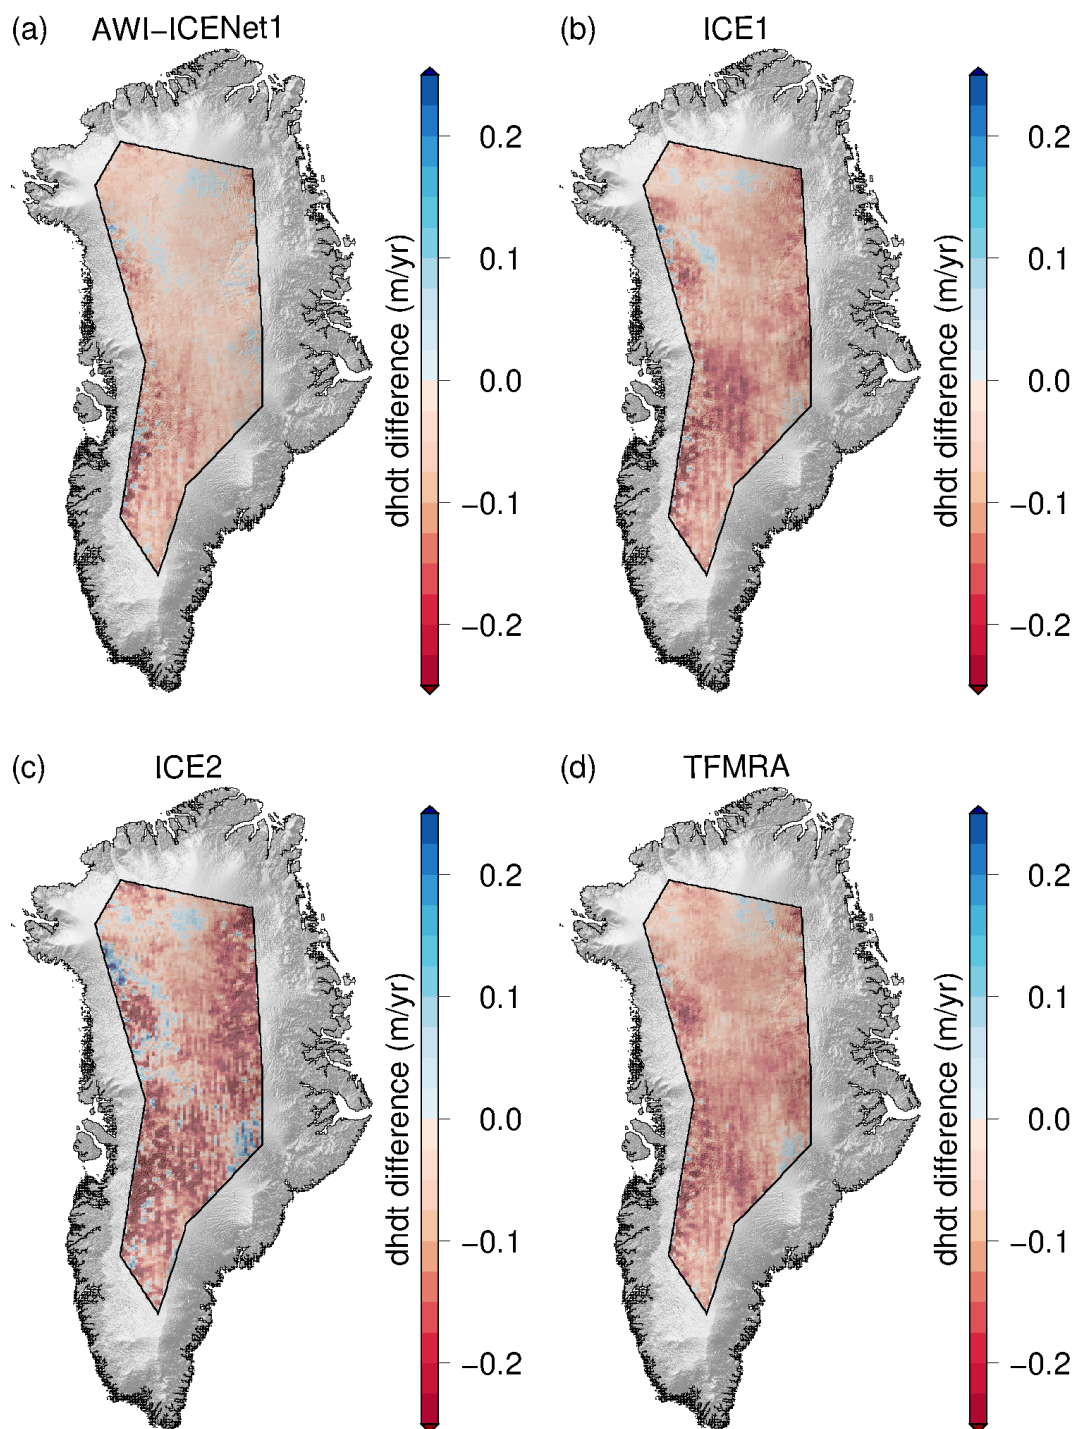 (a) AWI–ICENet1
0.2
0.1
0.0
−0.1
−0.2
dhdt difference (m/yr)
(b) ICE1
0.2
0.1
0.0
−0.1
−0.2
dhdt difference (m/yr)
(c) ICE2
0.2
0.1
0.0
−0.1
−0.2
dhdt difference (m/yr)
(d) TFMRA
0.2
0.1
0.0
−0.1
−0.2
dhdt difference (m/yr)